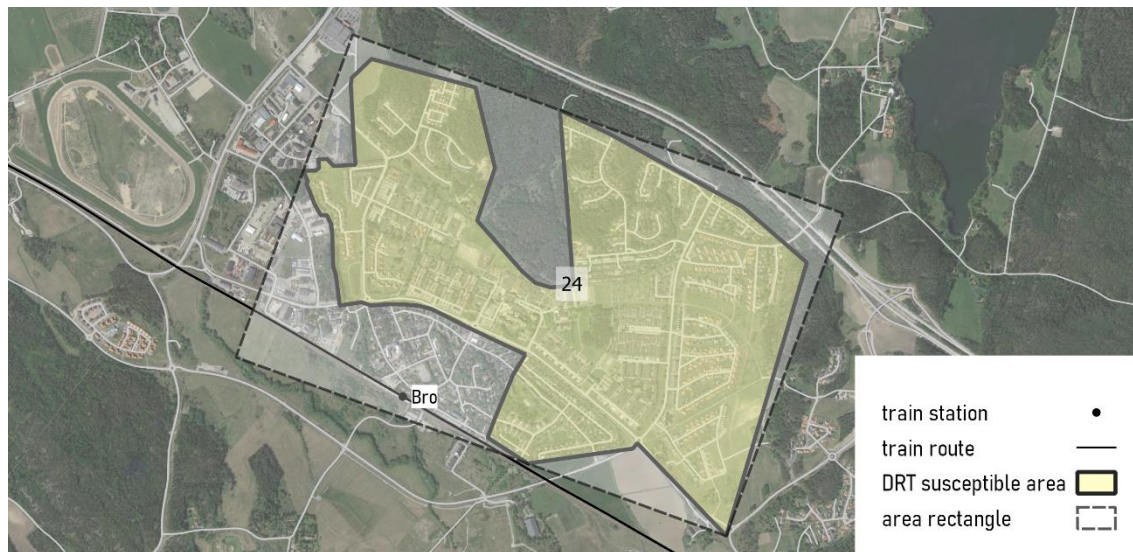 24
Bro
train station
train route
DRT susceptible area
area rectangle